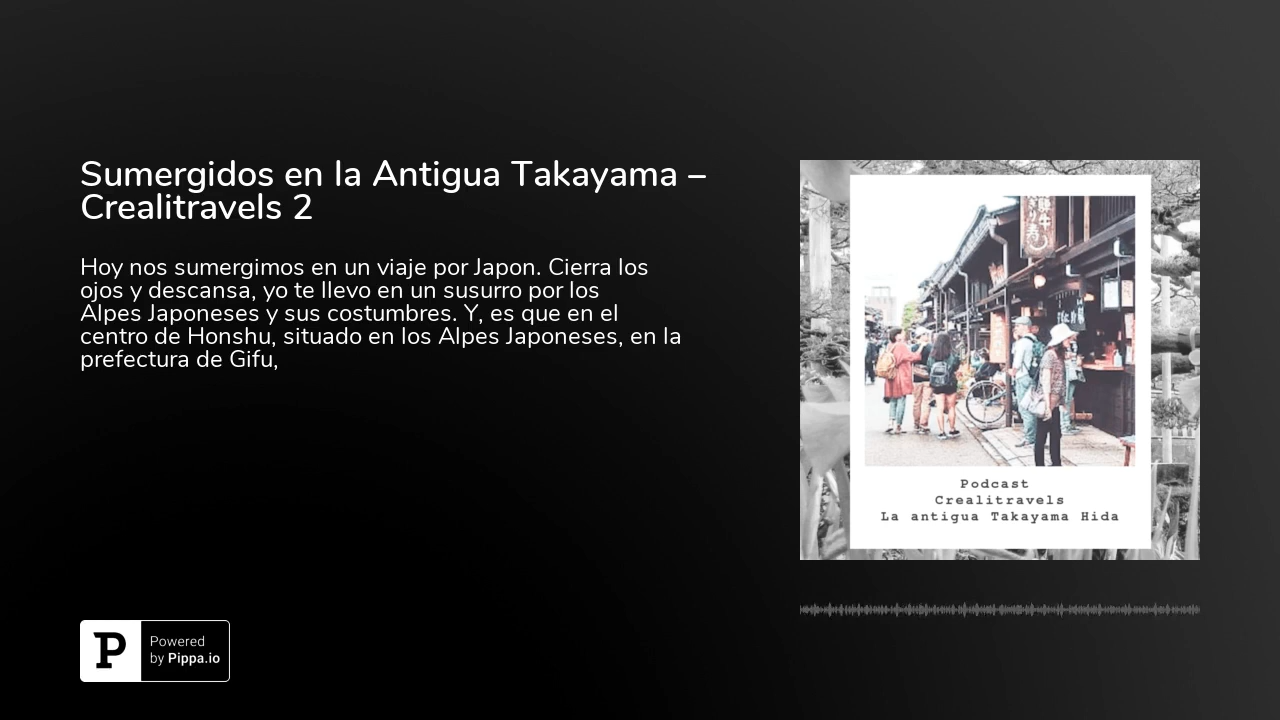 Sumergidos en la Antigua Takayama –
Crealitravels 2
Hoy nos sumergimos en un viaje por Japon. Cierra los
ojos y descansa, yo te llevo en un susurro por los
Alpes Japoneses y sus costumbres. Y, es que en el
centro de Honshu, situado en los Alpes Japoneses, en la
prefectura de Gifu,
Podcast
Crealitravels
La antigua Takayama Hida
P
Powered
by Pippa.io